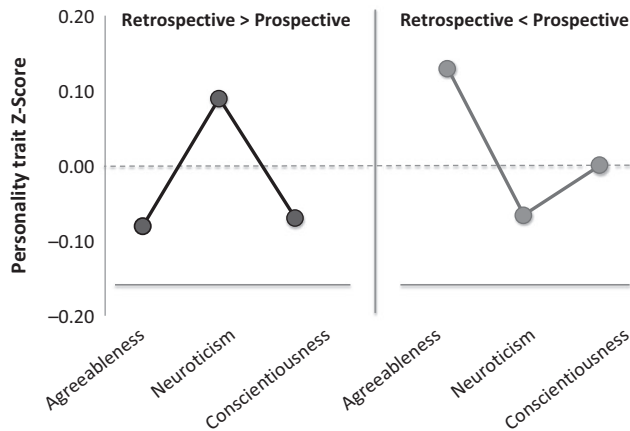 Retrospective > Prospective
Retrospective < Prospective
Personality trait Z-Score
0.20
0.10
0.00
–0.10
–0.20
Agreeableness
Neuroticism
Conscientiousness
Agreeableness
Neuroticism
Conscientiousness